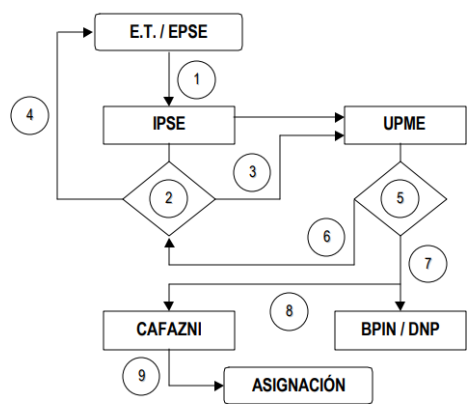 E.T. / EPSE
1
4
IPSE
UPME
3
2
5
6
7
8
CAFAZNI
BPIN / DNP
9
ASIGNACIÓN